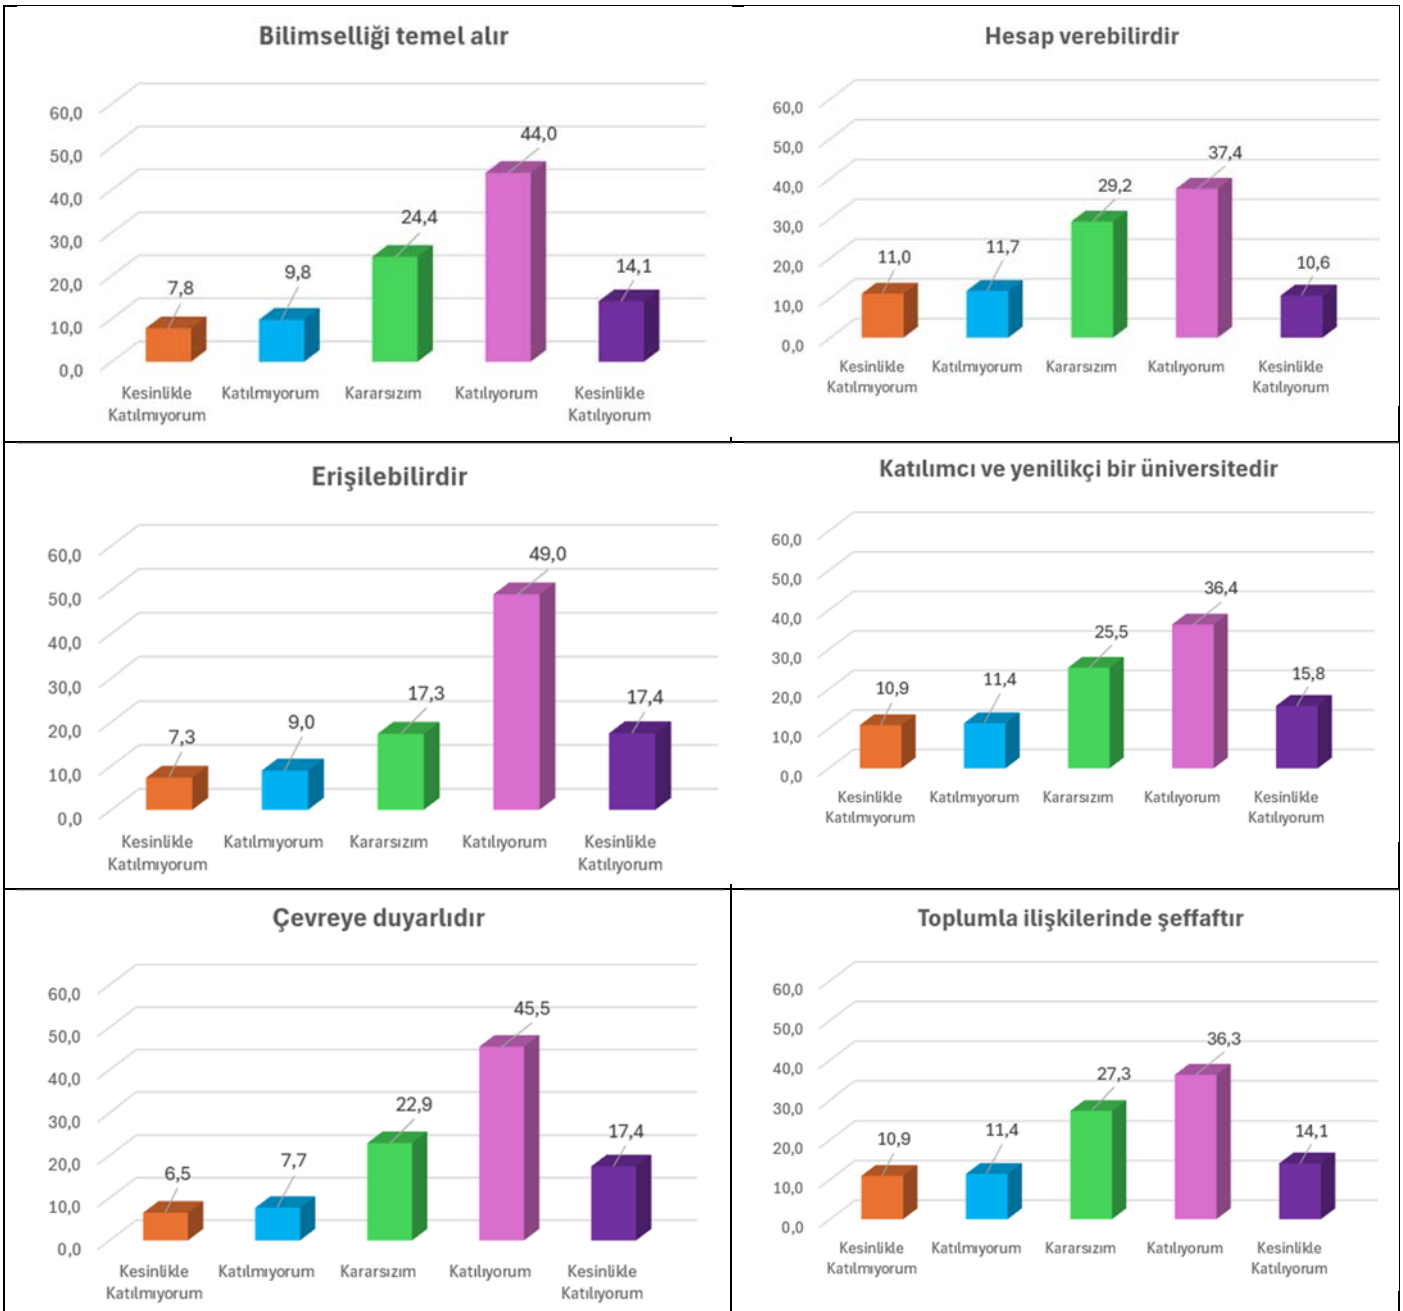 Bilimselliği temel alır
60,0
50,0
40,0
30,0
20,0
10,0
0,0
7,8
9,8
24,4
44,0
14,1
Kesinlikle
Katılmıyorum
Katılmıyorum
Kararsızım
Katılıyorum
Kesinlikle
Katılıyorum
Hesap verebilirdir
60,0
50,0
40,0
30,0
20,0
10,0
0,0
11,0
11,7
29,2
37,4
10,6
Kesinlikle
Katılmıyorum
Katılmıyorum
Kararsızım
Katılıyorum
Kesinlikle
Katılıyorum
Erişilebilirdir
60,0
50,0
40,0
30,0
20,0
10,0
0,0
7,3
9,0
17,3
49,0
17,4
Kesinlikle
Katılmıyorum
Katılmıyorum
Kararsızım
Katılıyorum
Kesinlikle
Katılıyorum
Katılımcı ve yenilikçi bir üniversitedir
60,0
50,0
40,0
30,0
20,0
10,0
0,0
10,9
11,4
25,5
36,4
15,8
Kesinlikle
Katılmıyorum
Katılmıyorum
Kararsızım
Katılıyorum
Kesinlikle
Katılıyorum
Çevreye duyarlıdır
60,0
50,0
40,0
30,0
20,0
10,0
0,0
6,5
7,7
22,9
45,5
17,4
Kesinlikle
Katılmıyorum
Katılmıyorum
Kararsızım
Katılıyorum
Kesinlikle
Katılıyorum
Toplumla ilişkilerinde şeffaftır
60,0
50,0
40,0
30,0
20,0
10,0
0,0
10,9
11,4
27,3
36,3
14,1
Kesinlikle
Katılmıyorum
Katılmıyorum
Kararsızım
Katılıyorum
Kesinlikle
Katılıyorum